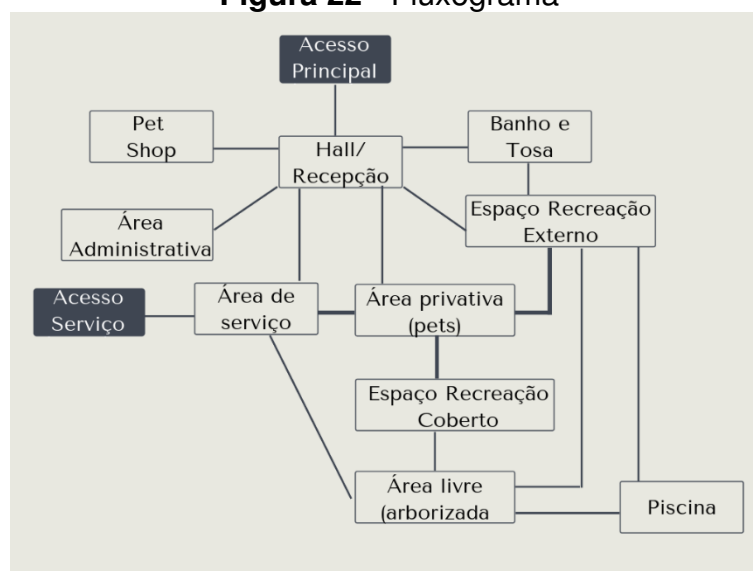 Figura 22 - Fluxograma
Acesso
Principal
Pet
Shop
Hall/
Recepção
Banho e
Tosa
Área
Administrativa
Espaço Recreação
Externo
Acesso
Serviço
Área de
serviço
Área privativa
(pets)
Espaço Recreação
Coberto
Área livre
(arborizada
Piscina